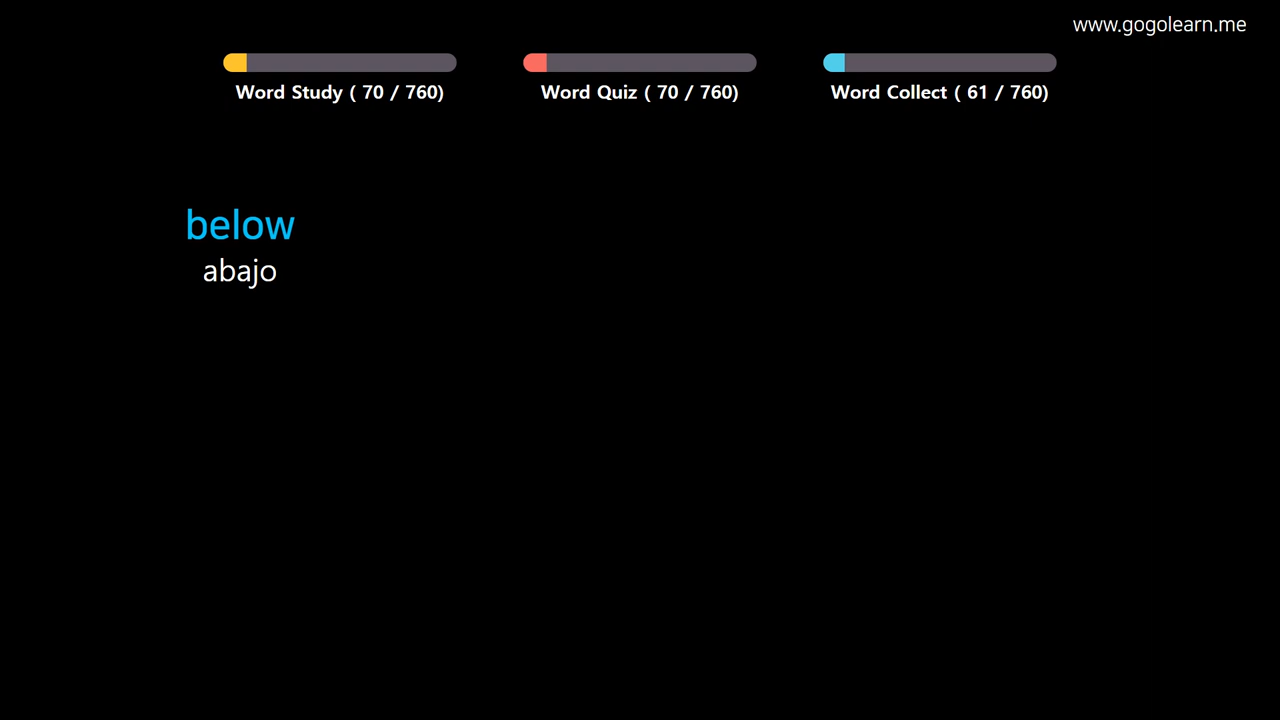 www.gogolearn.me
Word Study ( 70 / 760)
Word Quiz ( 70 / 760)
Word Collect ( 61 / 760)
below
abajo